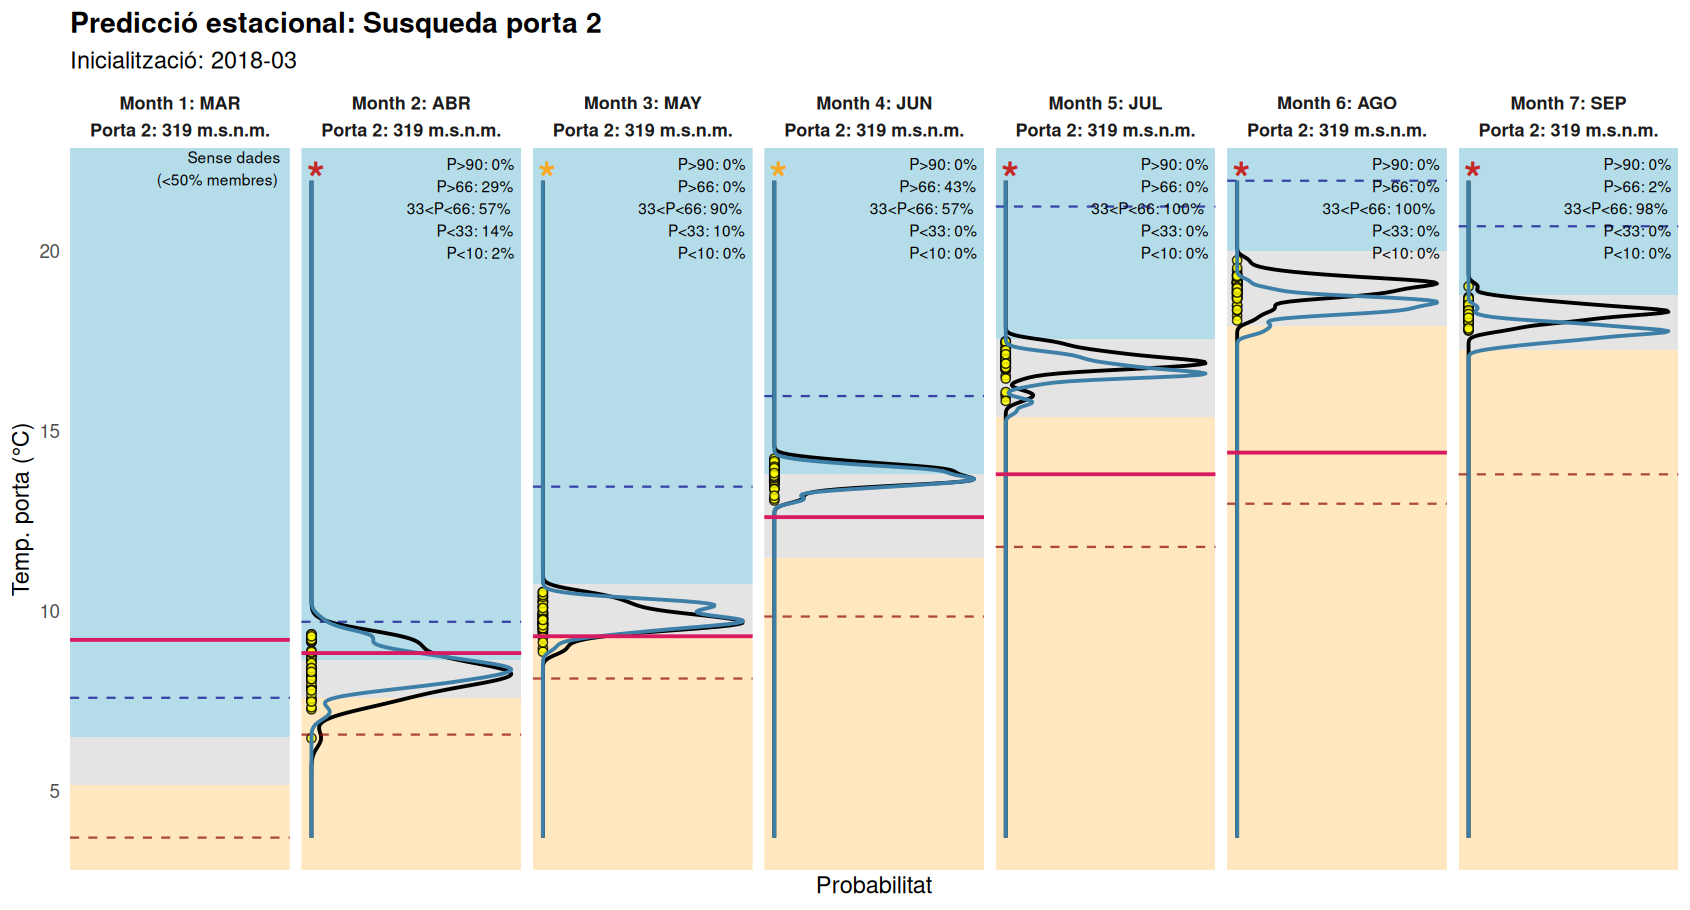 Predicció estacional: Susqueda porta 2
Inicialització: 2018-03
Month 1: MAR
Porta 2: 319 m.s.n.m.
Month 2: ABR
Porta 2: 319 m.s.n.m.
Month 3: MAY
Porta 2: 319 m.s.n.m.
Month 4: JUN
Porta 2: 319 m.s.n.m.
Month 5: JUL
Porta 2: 319 m.s.n.m.
Month 6: AGO
Porta 2: 319 m.s.n.m.
Month 7: SEP
Porta 2: 319 m.s.n.m.
Sense dades
(<50% membres)
*
P>90: 0%
P>66: 29%
33<P<66: 57%
P<33: 14%
P<10: 2%
*
P>90: 0%
P>66: 0%
33<P<66: 90%
P<33: 10%
P<10: 0%
*
P>90: 0%
P>66: 43%
33<P<66: 57%
P<33: 0%
P<10: 0%
*
P>90: 0%
P>66: 0%
33<P<66: 100%
P<33: 0%
P<10: 0%
*
P>90: 0%
P>66: 0%
33<P<66: 100%
P<33: 0%
P<10: 0%
*
P>90: 0%
P>66: 2%
33<P<66: 98%
P<33: 0%
P<10: 0%
Temp. porta (°C)
20
15
10
5
Probabilitat